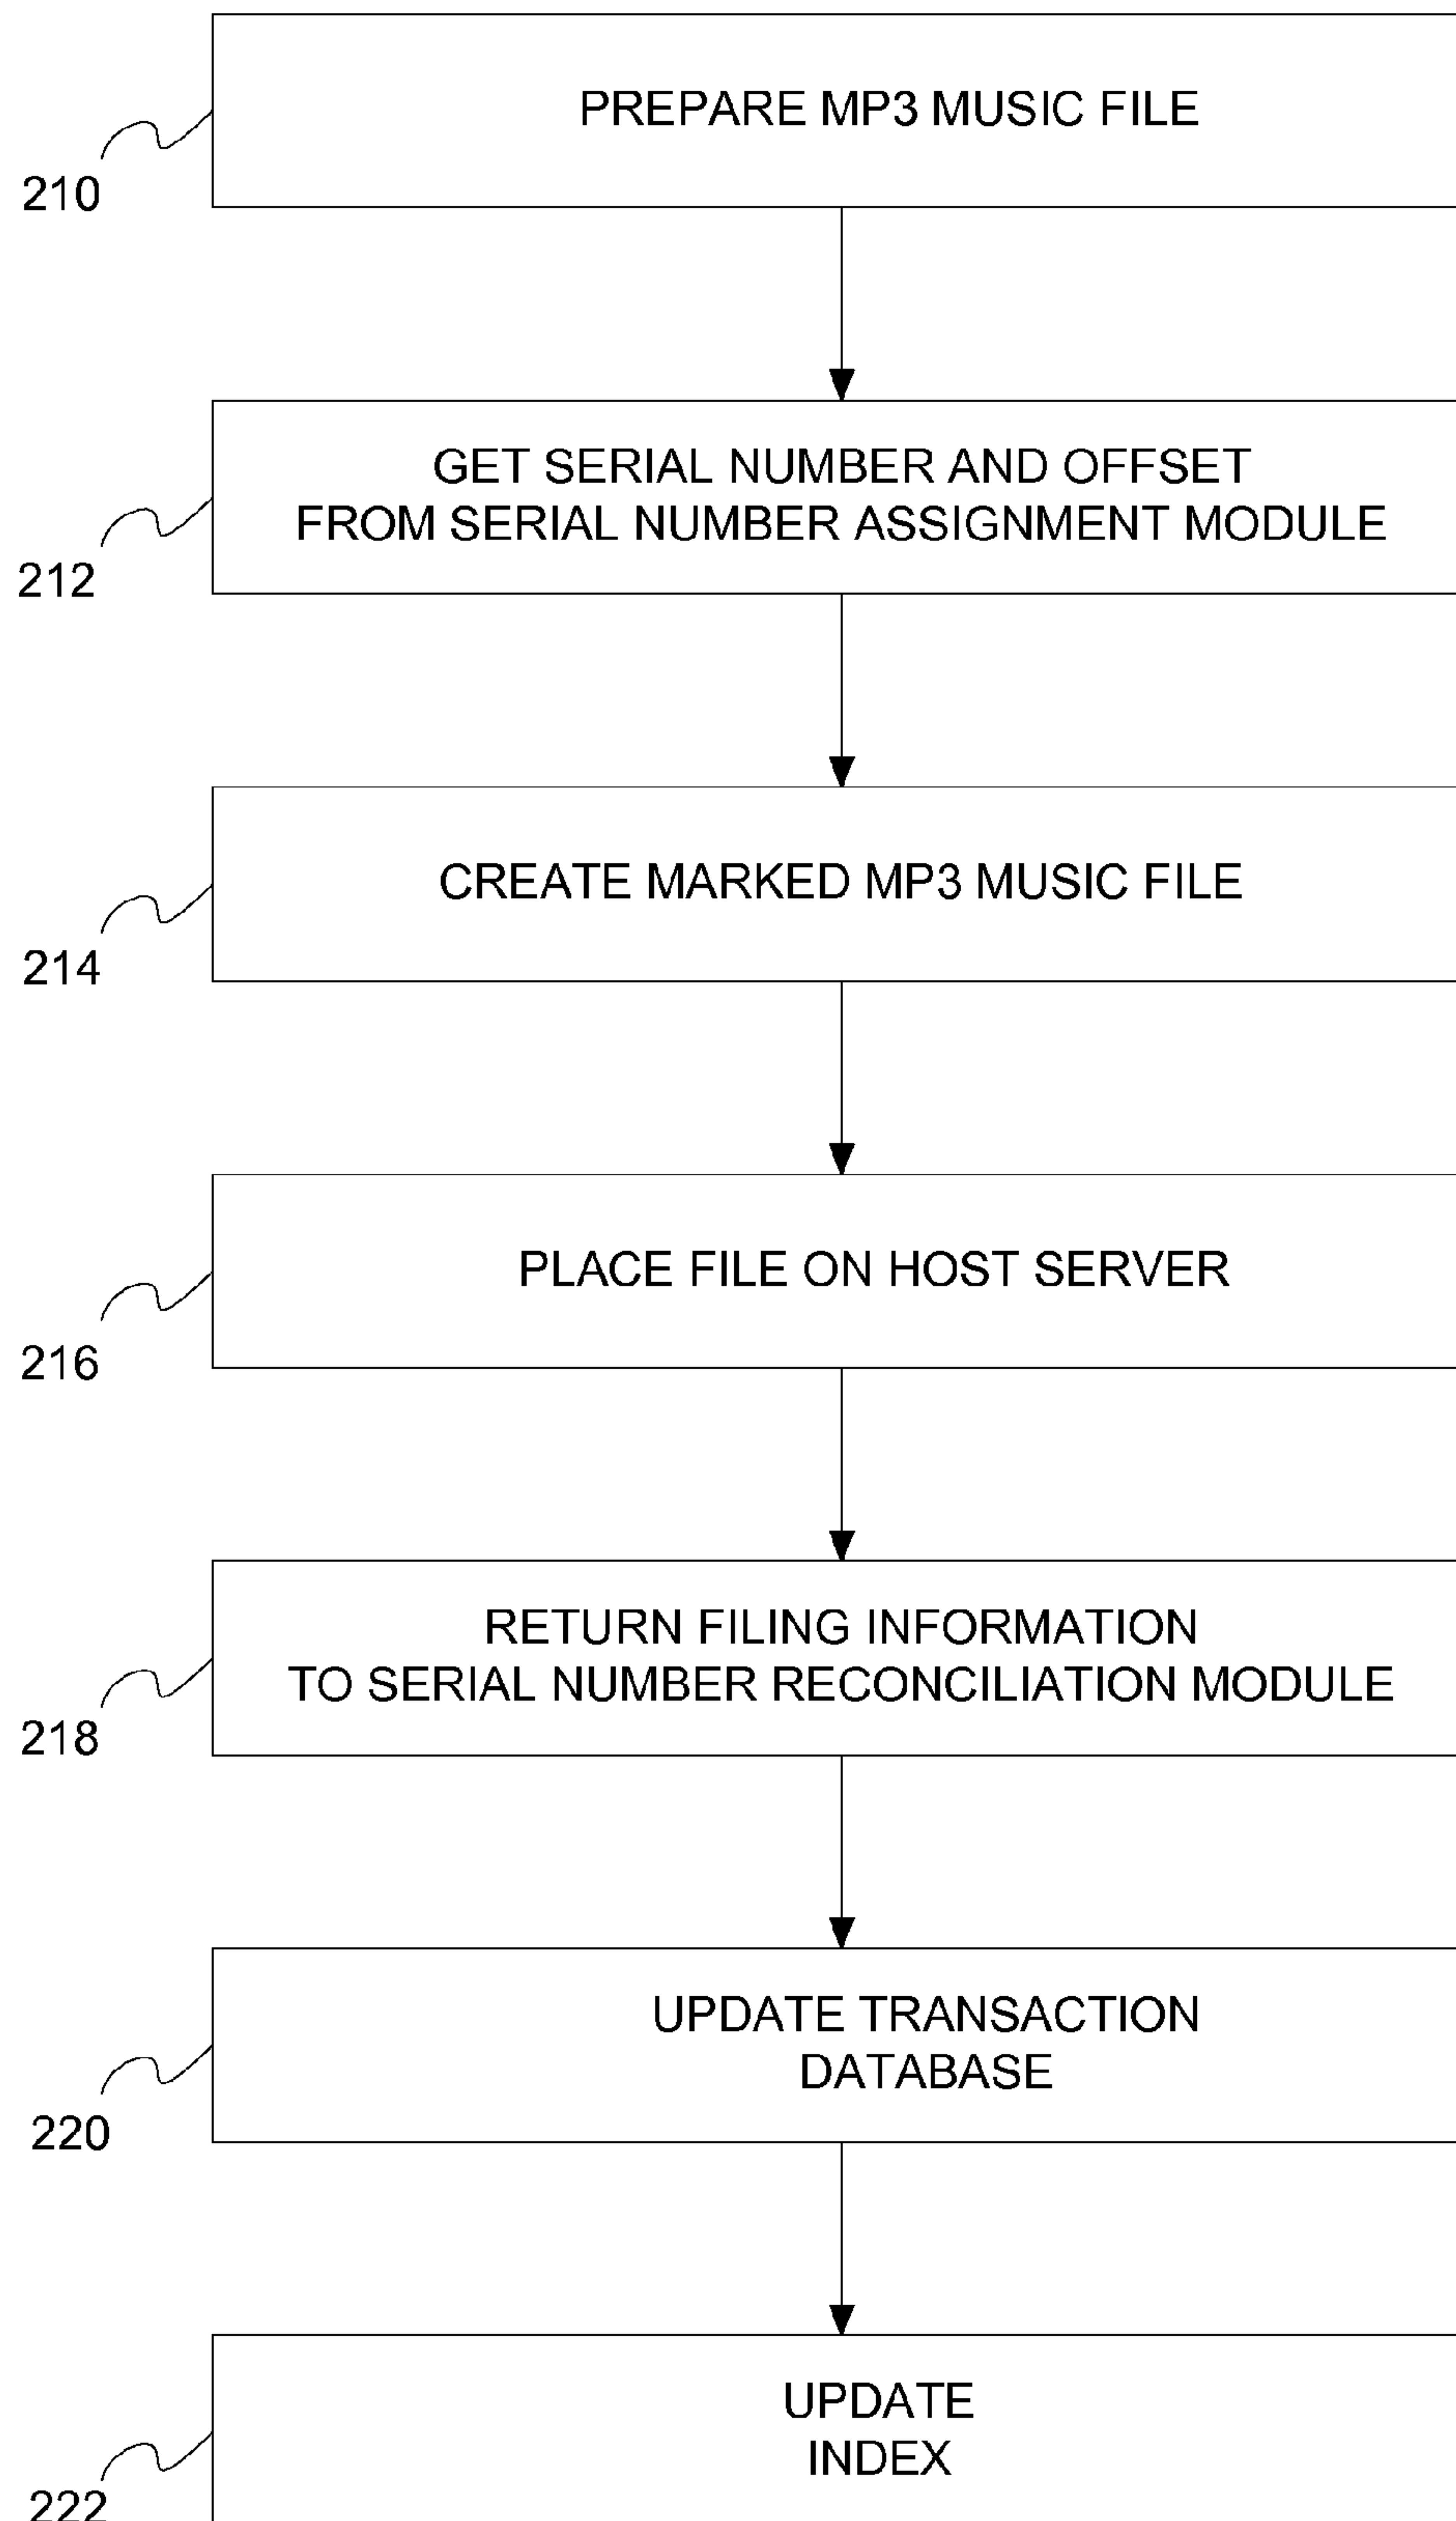 PREPARE MP3 MUSIC FILE
210
GET SERIAL NUMBER AND OFFSET
FROM SERIAL NUMBER ASSIGNMENT MODULE
212
CREATE MARKED MP3 MUSIC FILE
214
PLACE FILE ON HOST SERVER
216
RETURN FILING INFORMATION
TO SERIAL NUMBER RECONCILIATION MODULE
218
UPDATE TRANSACTION
DATABASE
220
UPDATE
INDEX
222